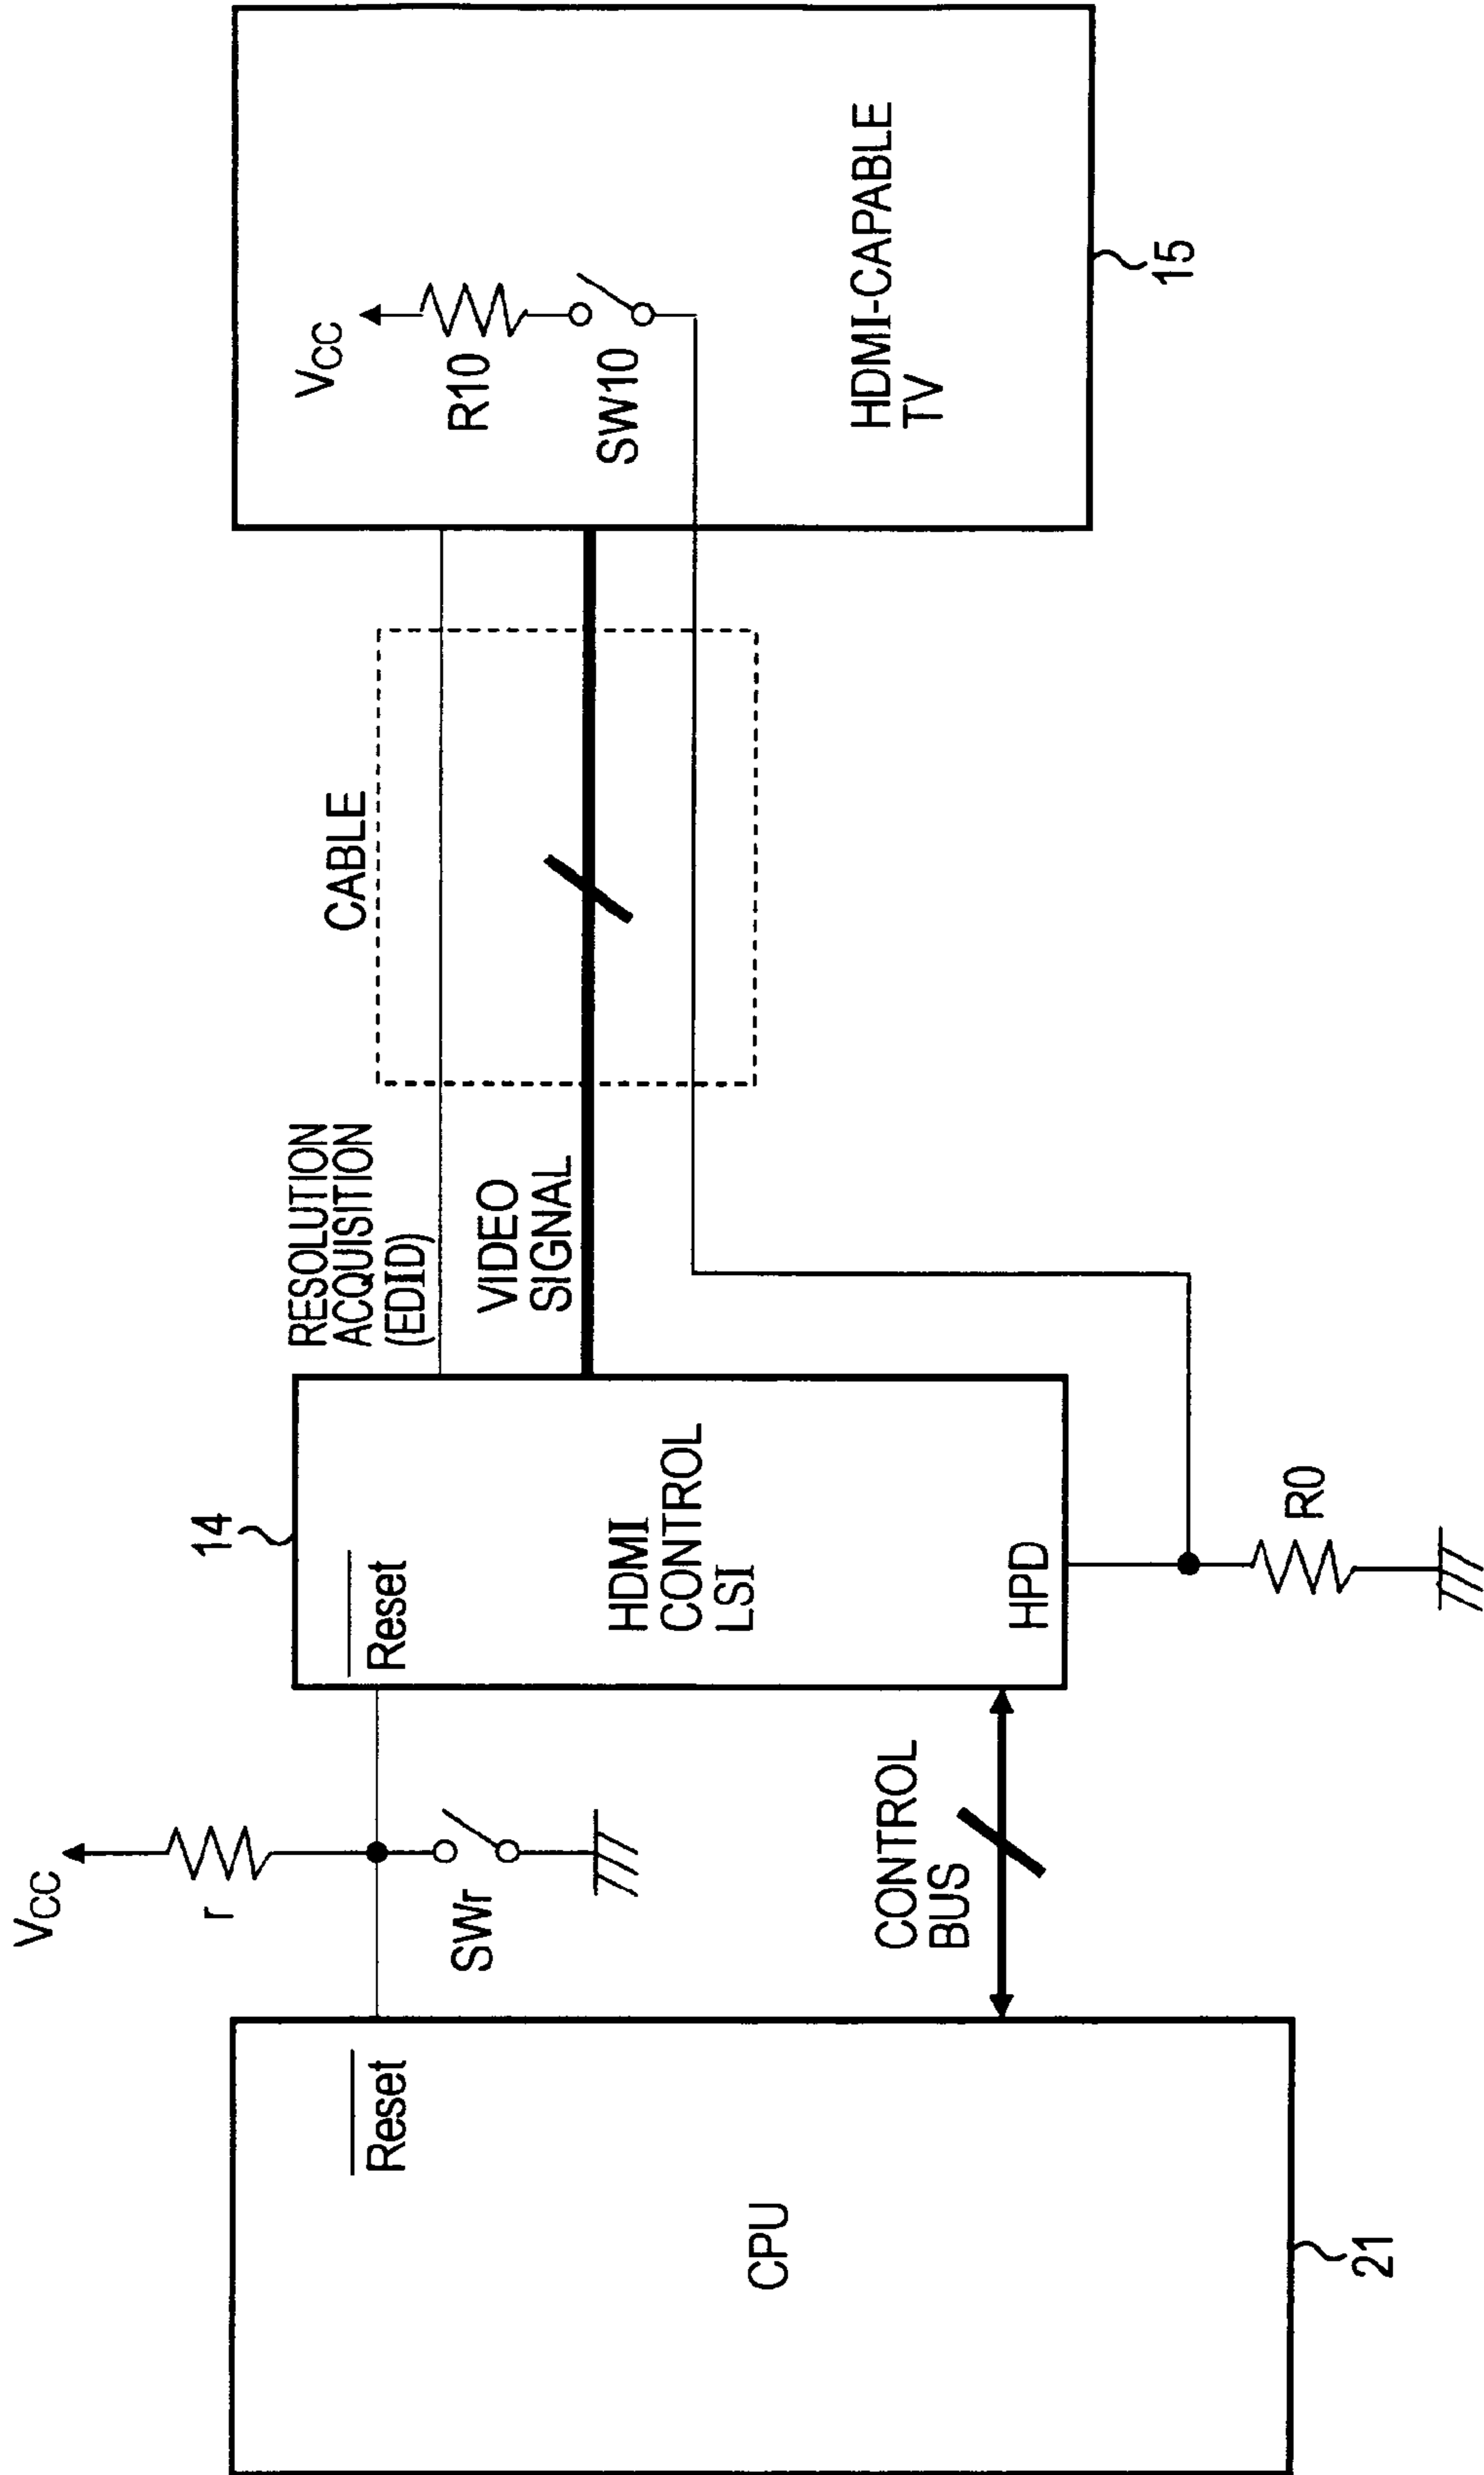 VCC
r
SWr
Reset
CPU
21
CONTROL
BUS
14
Reset
HDMI
CONTROL
LSI
HPD
R0
RESOLUTION
ACQUISITION
(EDID)
VIDEO
SIGNAL
CABLE
VCC
R10
SW10
HDMI-CAPABLE
TV
15